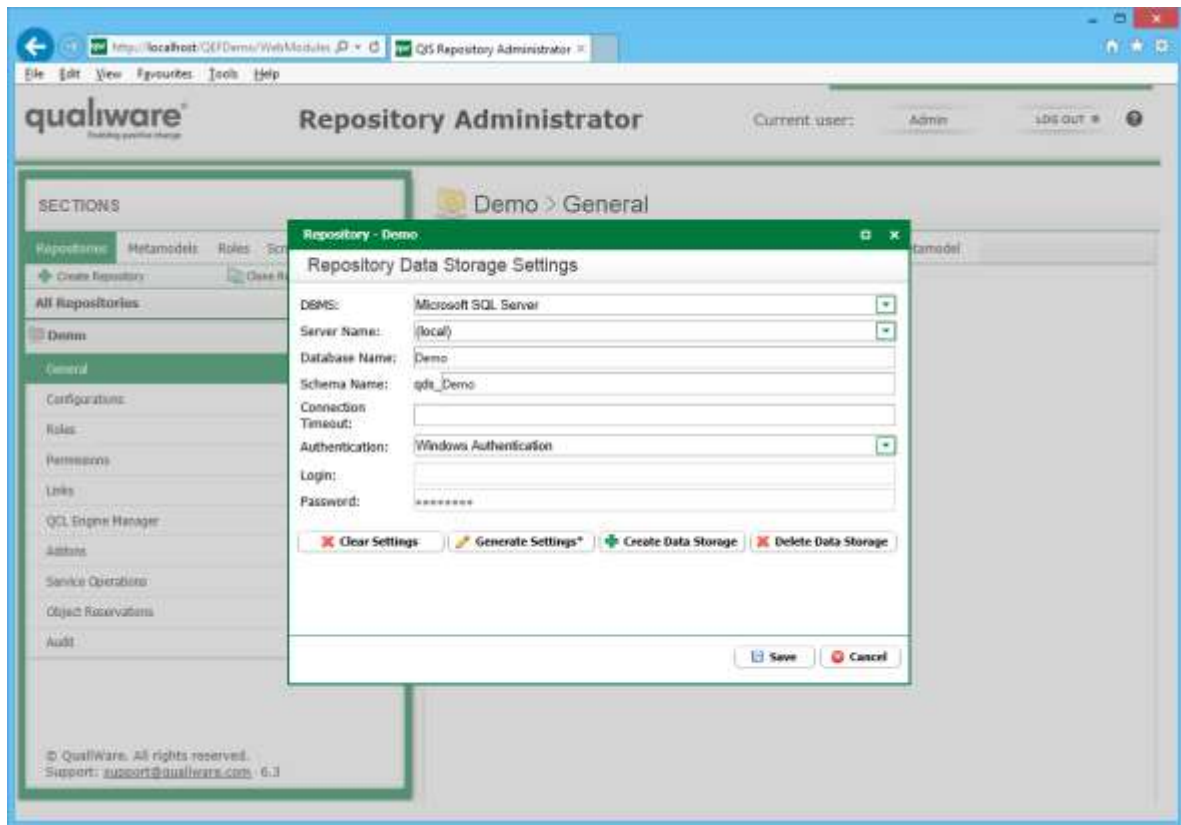 http://localhost/QEFDemo/WebModules
QIS Repository Administrator
File Edit View Favourites Tools Help
qualiware®
Enabling positive change
Repository Administrator
Current user:
Admin
LOG OUT
SECTIONS
Demo > General
Repositories Metamodels Roles
Create Repository
All Repositories
Demo
General
Configurations
Roles
Permissions
Links
QCL Engine Manager
Addons
Service Operations
Object Reservations
Audit
© QualiWare. All rights reserved.
Support: support@qualiware.com 6.3
Repository - Demo
Repository Data Storage Settings
DBMS: Microsoft SQL Server
Server Name: (local)
Database Name: Demo
Schema Name: qds_Demo
Connection
Timeout:
Authentication: Windows Authentication
Login:
Password: ********
Clear Settings Generate Settings* Create Data Storage Delete Data Storage
Save Cancel